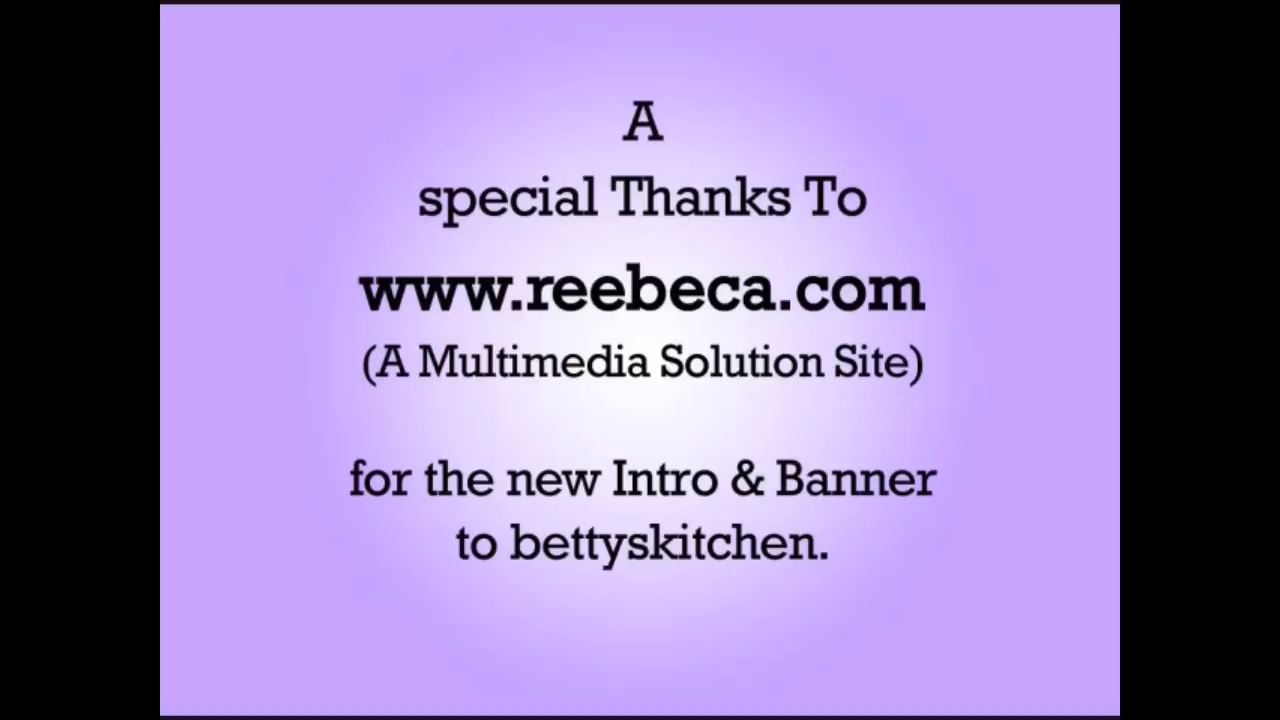 A
special Thanks To
www.reebeca.com
(A Multimedia Solution Site)
for the new Intro & Banner
to bettyskitchen.